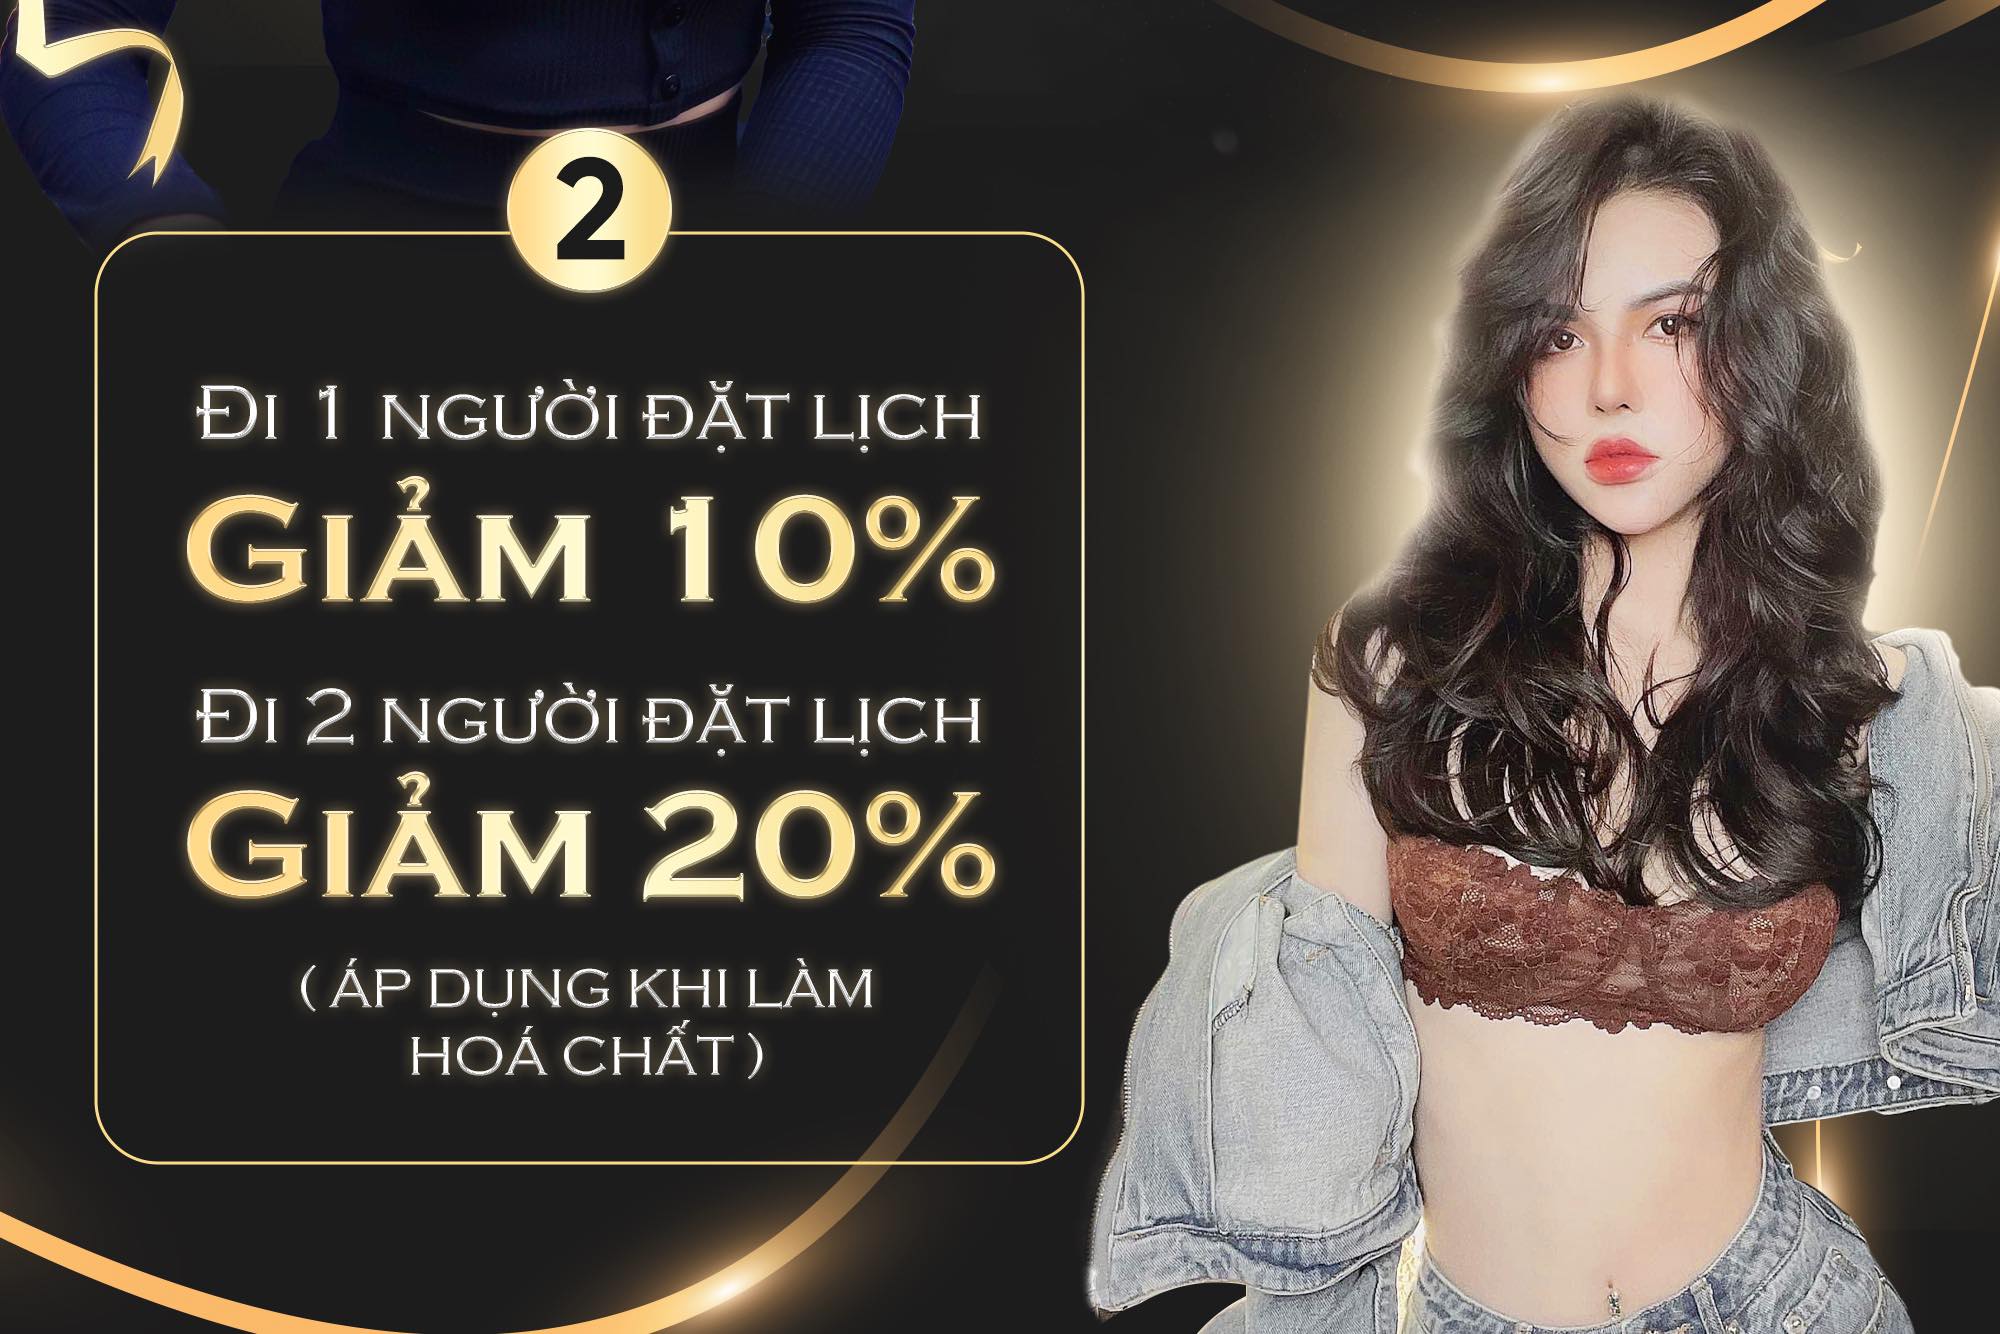 2
ĐI 1 NGƯỜI ĐẶT LỊCH
GIẢM 10%
ĐI 2 NGƯỜI ĐẶT LỊCH
GIẢM 20%
( ÁP DỤNG KHI LÀM
HOÁ CHẤT )